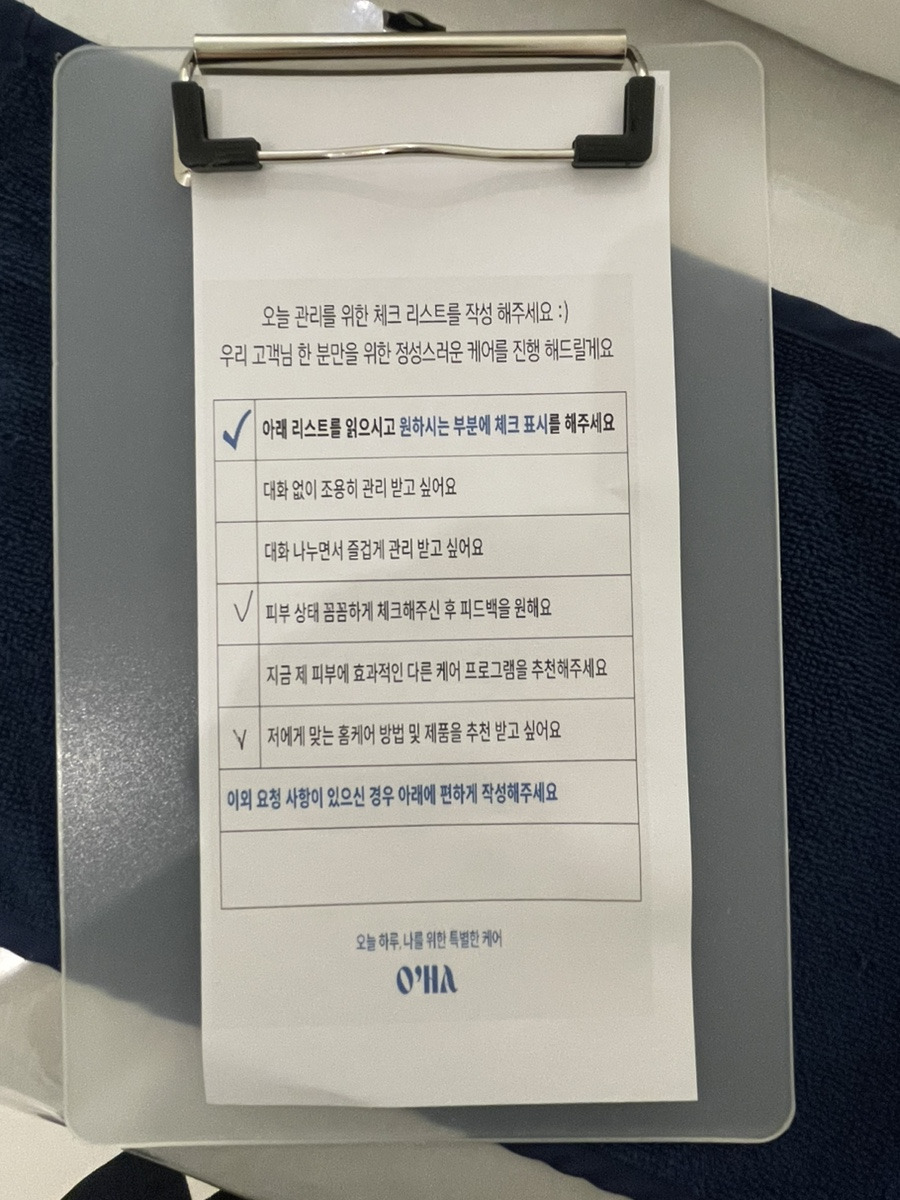 오늘 관리를 위한 체크 리스트를 작성 해주세요 :)
우리 고객님 한 분만을 위한 정성스러운 케어를 진행 해드릴게요
✓ 아래 리스트를 읽으시고 원하시는 부분에 체크 표시를 해주세요
대화 없이 조용히 관리 받고 싶어요
대화 나누면서 즐겁게 관리 받고 싶어요
✓ 피부 상태 꼼꼼하게 체크해주신 후 피드백을 원해요
지금 제 피부에 효과적인 다른 케어 프로그램을 추천해주세요
✓ 저에게 맞는 홈케어 방법 및 제품을 추천 받고 싶어요
이외 요청 사항이 있으신 경우 아래에 편하게 작성해주세요
오늘 하루, 나를 위한 특별한 케어